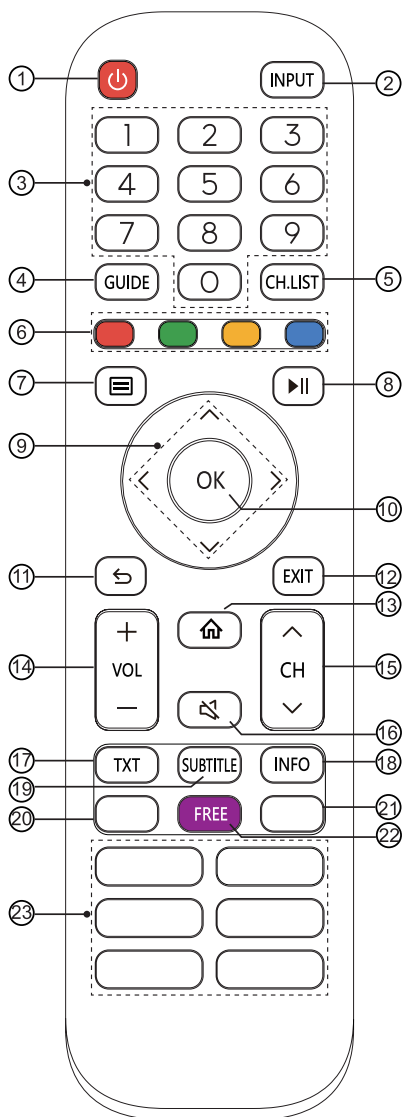 ① INPUT ②
1 2 3
③ 4 5 6
7 8 9
④ GUIDE 0 CH.LIST ⑤
⑥
⑦ ⑧
⑨
OK
⑩
⑪ EXIT ⑫
⑬
+
⑭ VOL CH ⑮
—
⑯
⑰ TXT SUBTITLE INFO ⑱
⑲
⑳ FREE ㉑
㉒
㉓